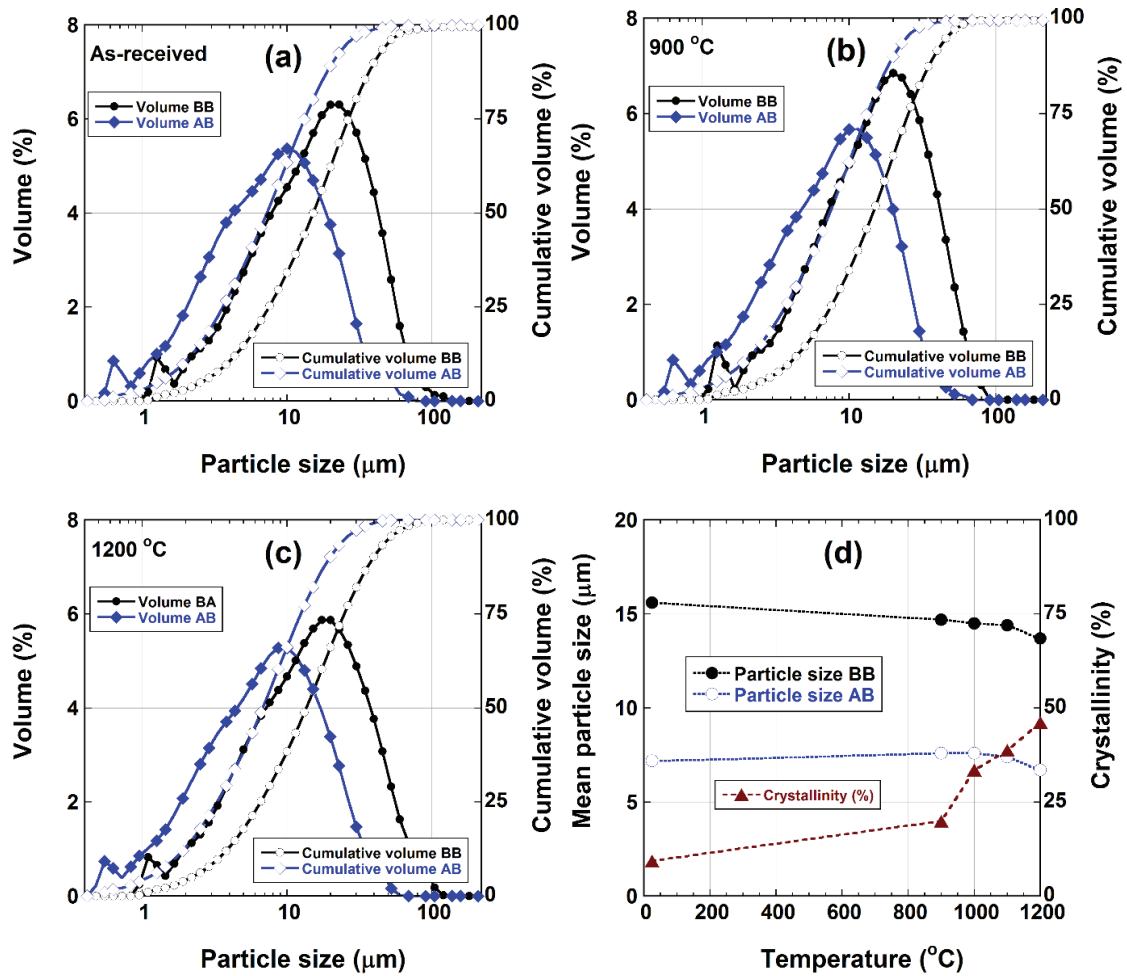 As-received
(a)
Volume BB
Volume AB
Cumulative volume BB
Cumulative volume AB
Volume (%)
0
2
4
6
8
Cumulative volume (%)
0
25
50
75
100
1
10
100
Particle size (μm)
900 °C
(b)
Volume BB
Volume AB
Cumulative volume BB
Cumulative volume AB
Volume (%)
0
2
4
6
8
Cumulative volume (%)
0
25
50
75
100
1
10
100
Particle size (μm)
1200 °C
(c)
Volume BA
Volume AB
Cumulative volume BB
Cumulative volume AB
Volume (%)
0
2
4
6
8
Cumulative volume (%)
0
25
50
75
100
1
10
100
Particle size (μm)
(d)
Particle size BB
Particle size AB
Crystallinity (%)
Mean particle size (μm)
0
5
10
15
20
Crystallinity (%)
0
25
50
75
100
0
200
400
600
800
1000
1200
Temperature (°C)